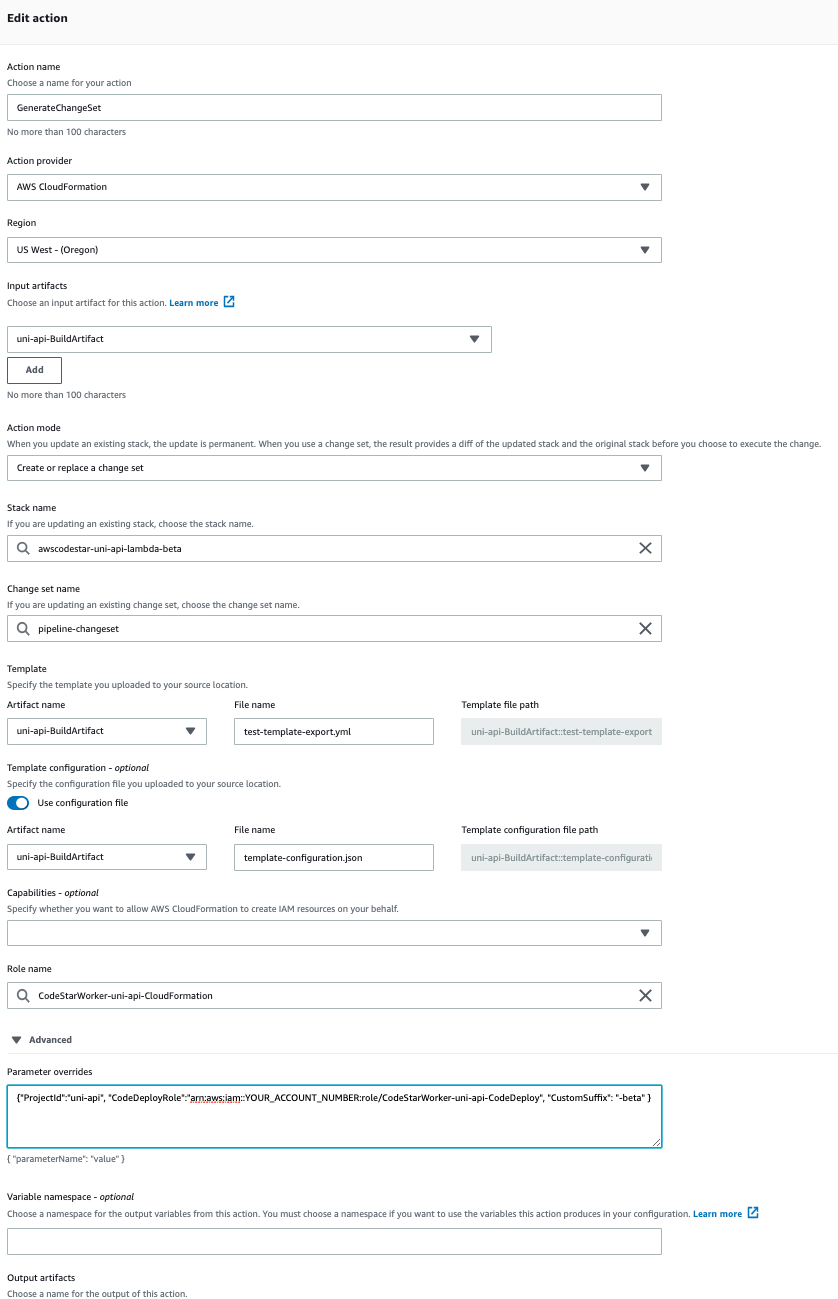 Edit action
Action name
Choose a name for your action
GenerateChangeSet
No more than 100 characters
Action provider
AWS CloudFormation
Region
US West - (Oregon)
Input artifacts
Choose an input artifact for this action. Learn more
uni-api-BuildArtifact
Add
No more than 100 characters
Action mode
When you update an existing stack, the update is permanent. When you use a change set, the result provides a diff of the updated stack and the original stack before you choose to execute the change.
Create or replace a change set
Stack name
If you are updating an existing stack, choose the stack name.
awscodestar-uni-api-lambda-beta
Change set name
If you are updating an existing change set, choose the change set name.
pipeline-changeset
Template
Specify the template you uploaded to your source location.
Artifact name File name Template file path
uni-api-BuildArtifact test-template-export.yml uni-api-BuildArtifact::test-template-export
Template configuration - optional
Specify the configuration file you uploaded to your source location.
Use configuration file
Artifact name File name Template configuration file path
uni-api-BuildArtifact template-configuration.json uni-api-BuildArtifact::template-configurati
Capabilities - optional
Specify whether you want to allow AWS CloudFormation to create IAM resources on your behalf.
Role name
CodeStarWorker-uni-api-CloudFormation
Advanced
Parameter overrides
{"ProjectId":"uni-api", "CodeDeployRole":"arn:aws:iam::YOUR_ACCOUNT_NUMBER:role/CodeStarWorker-uni-api-CodeDeploy", "CustomSuffix": "-beta" }
{ "parameterName": "value" }
Variable namespace - optional
Choose a namespace for the output variables from this action. You must choose a namespace if you want to use the variables this action produces in your configuration. Learn more
Output artifacts
Choose a name for the output of this action.